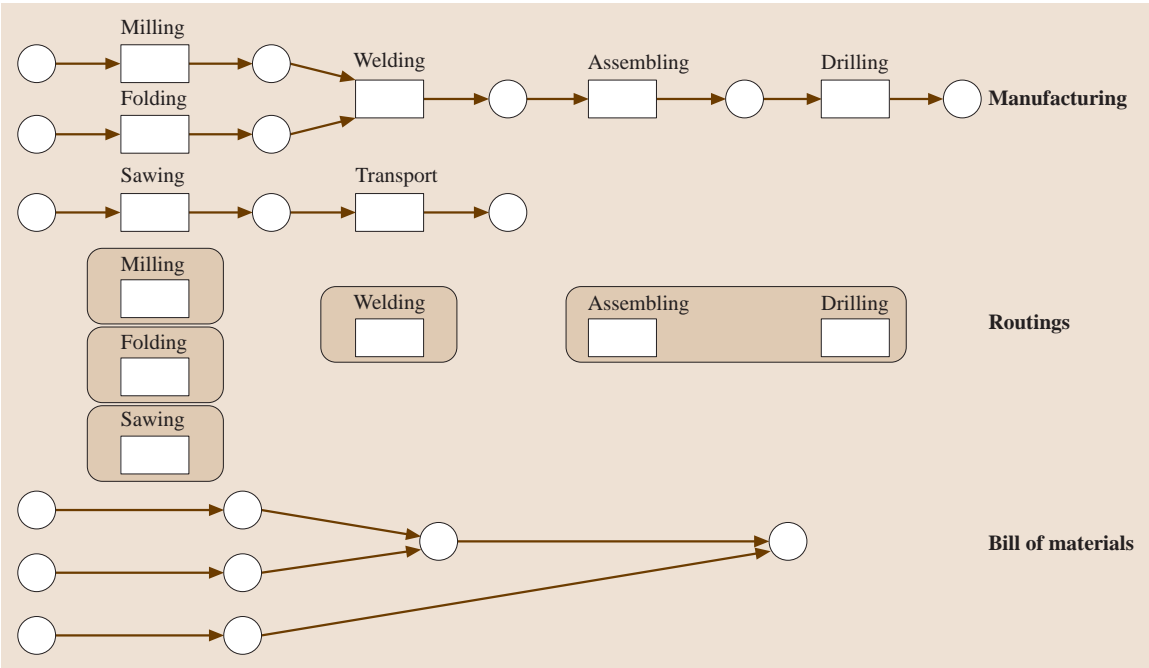 Milling
Welding
Assembling
Drilling
Folding
Manufacturing
Sawing
Transport
Milling
Welding
Assembling
Drilling
Routings
Folding
Sawing
Bill of materials